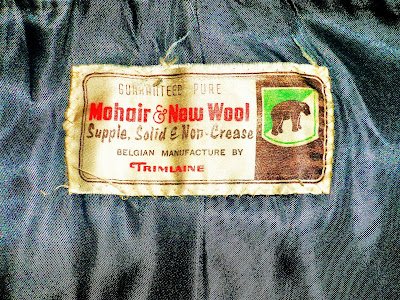 GUARANTEED PURE
Mohair & New Wool
Supple, Solid & Non-Crease
BELGIAN MANUFACTURE BY
TRIMLAINE